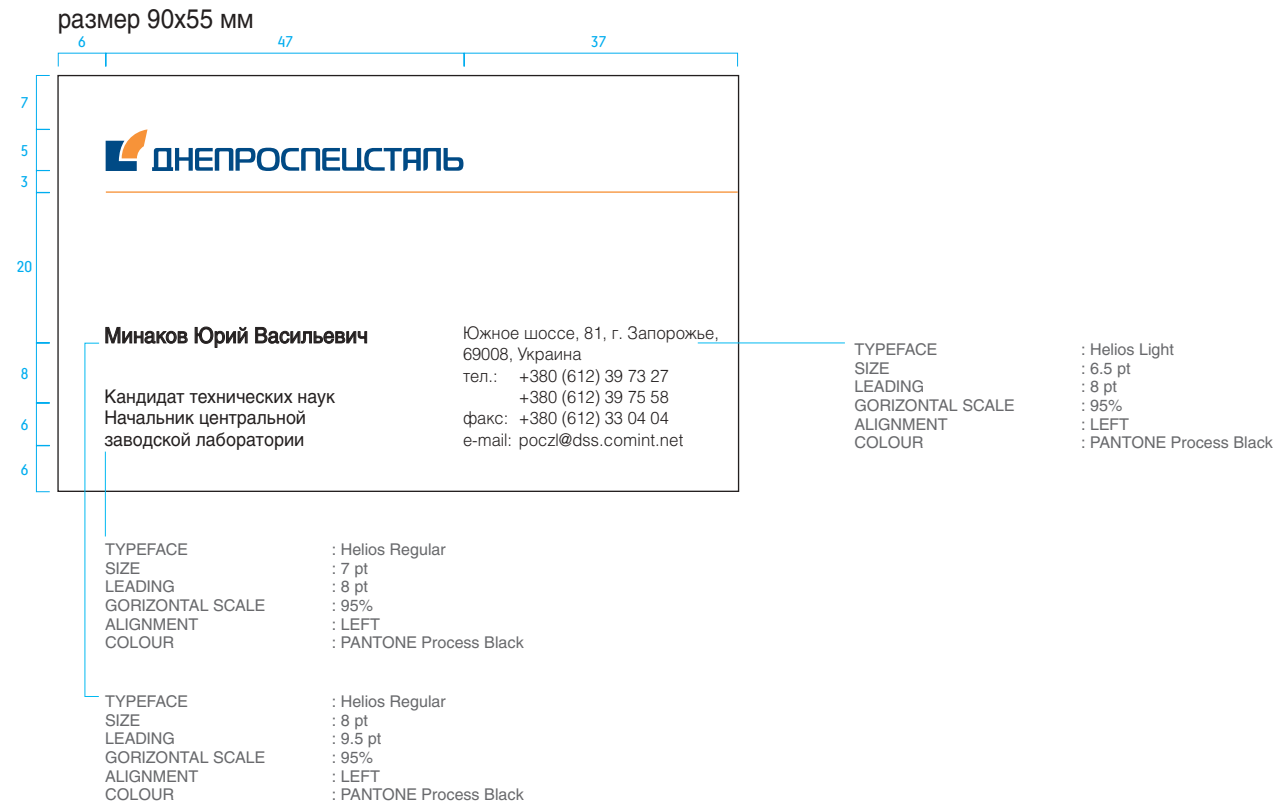 размер 90х55 мм
6 47 37
7
5
3
20
8
6
6
ДНЕПРОСПЕЦСТАЛЬ
Минаков Юрий Васильевич
Кандидат технических наук
Начальник центральной
заводской лаборатории
Южное шоссе, 81, г. Запорожье,
69008, Украина
тел.: +380 (612) 39 73 27
+380 (612) 39 75 58
факс: +380 (612) 33 04 04
e-mail: poczl@dss.comint.net
TYPEFACE : Helios Light
SIZE : 6.5 pt
LEADING : 8 pt
GORIZONTAL SCALE : 95%
ALIGNMENT : LEFT
COLOUR : PANTONE Process Black
TYPEFACE : Helios Regular
SIZE : 7 pt
LEADING : 8 pt
GORIZONTAL SCALE : 95%
ALIGNMENT : LEFT
COLOUR : PANTONE Process Black
TYPEFACE : Helios Regular
SIZE : 8 pt
LEADING : 9.5 pt
GORIZONTAL SCALE : 95%
ALIGNMENT : LEFT
COLOUR : PANTONE Process Black